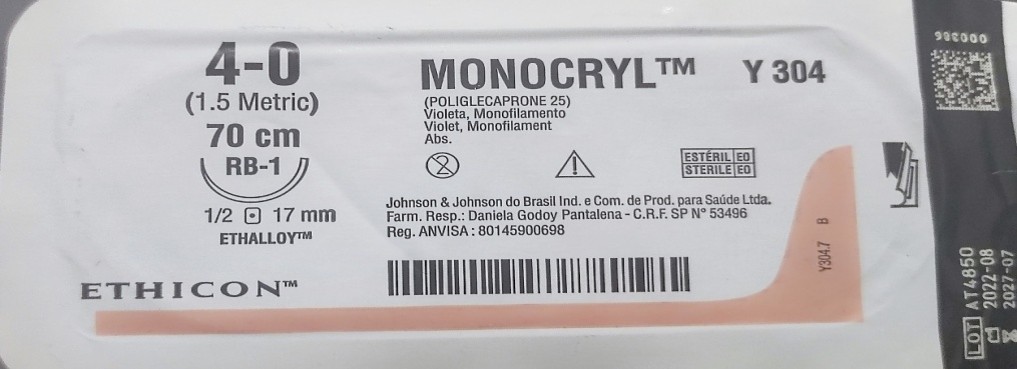 4-0
(1.5 Metric)
70 cm
RB-1
1/2 17 mm
ETHALLOY™
ETHICON™
MONOCRYL™ Y 304
(POLIGLECAPRONE 25)
Violeta, Monofilamento
Violet, Monofilament
Abs.
2
ESTÉRIL EO
STERILE EO
Johnson & Johnson do Brasil Ind. e Com. de Prod. para Saúde Ltda.
Farm. Resp.: Daniela Godoy Pantalena - C.R.F. SP N° 53496
Reg. ANVISA : 80145900698
Y304.7 B
000386
LOT AT4850
2022-08
2027-07